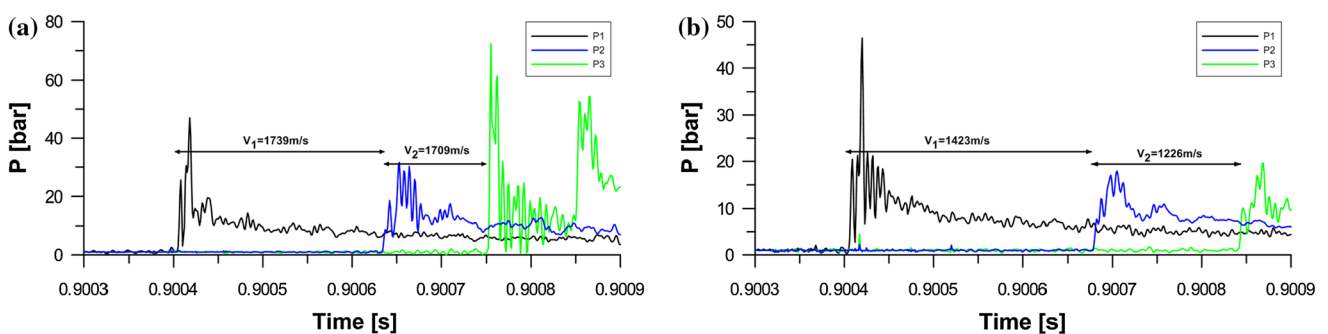 (a)
P [bar]
80
60
40
20
0
P1
P2
P3
V1=1739m/s
V2=1709m/s
0.9003 0.9004 0.9005 0.9006 0.9007 0.9008 0.9009
Time [s]
(b)
P [bar]
50
40
30
20
10
0
P1
P2
P3
V1=1423m/s
V2=1226m/s
0.9003 0.9004 0.9005 0.9006 0.9007 0.9008 0.9009
Time [s]